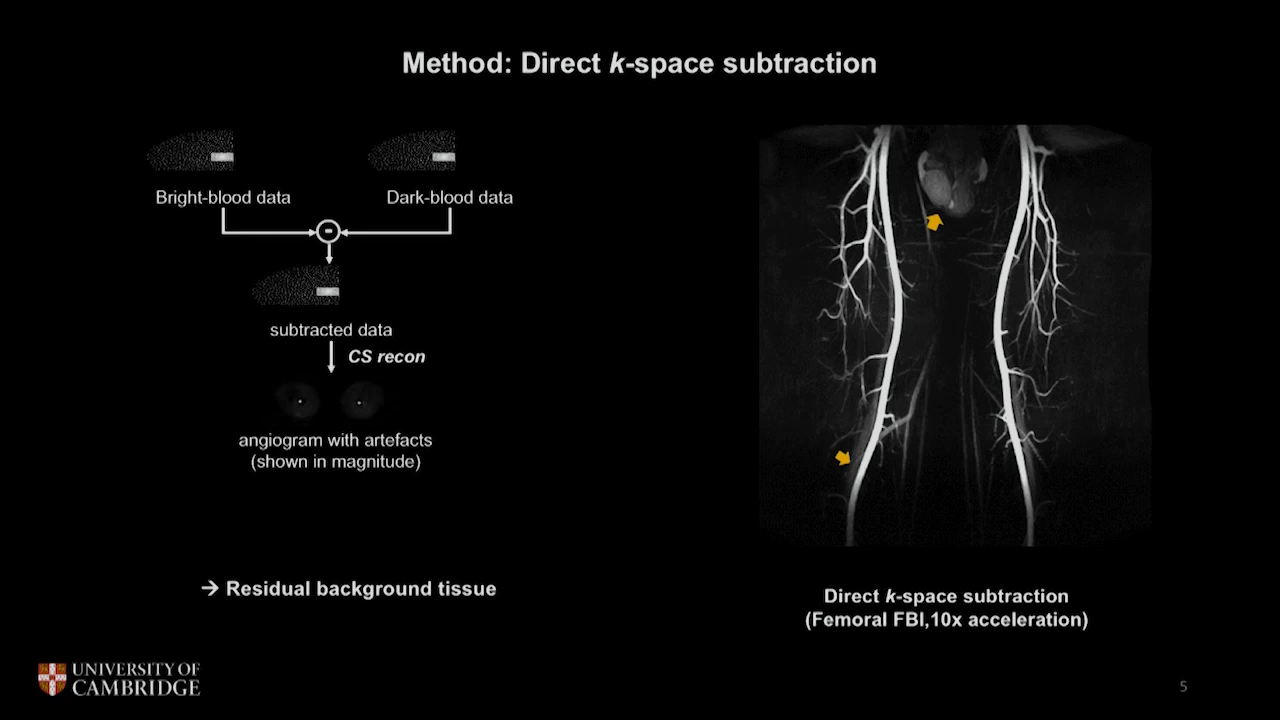 Method: Direct k-space subtraction
Bright-blood data
Dark-blood data
subtracted data
CS recon
angiogram with artefacts
(shown in magnitude)
→ Residual background tissue
Direct k-space subtraction
(Femoral FBI,10x acceleration)
UNIVERSITY OF
CAMBRIDGE
5